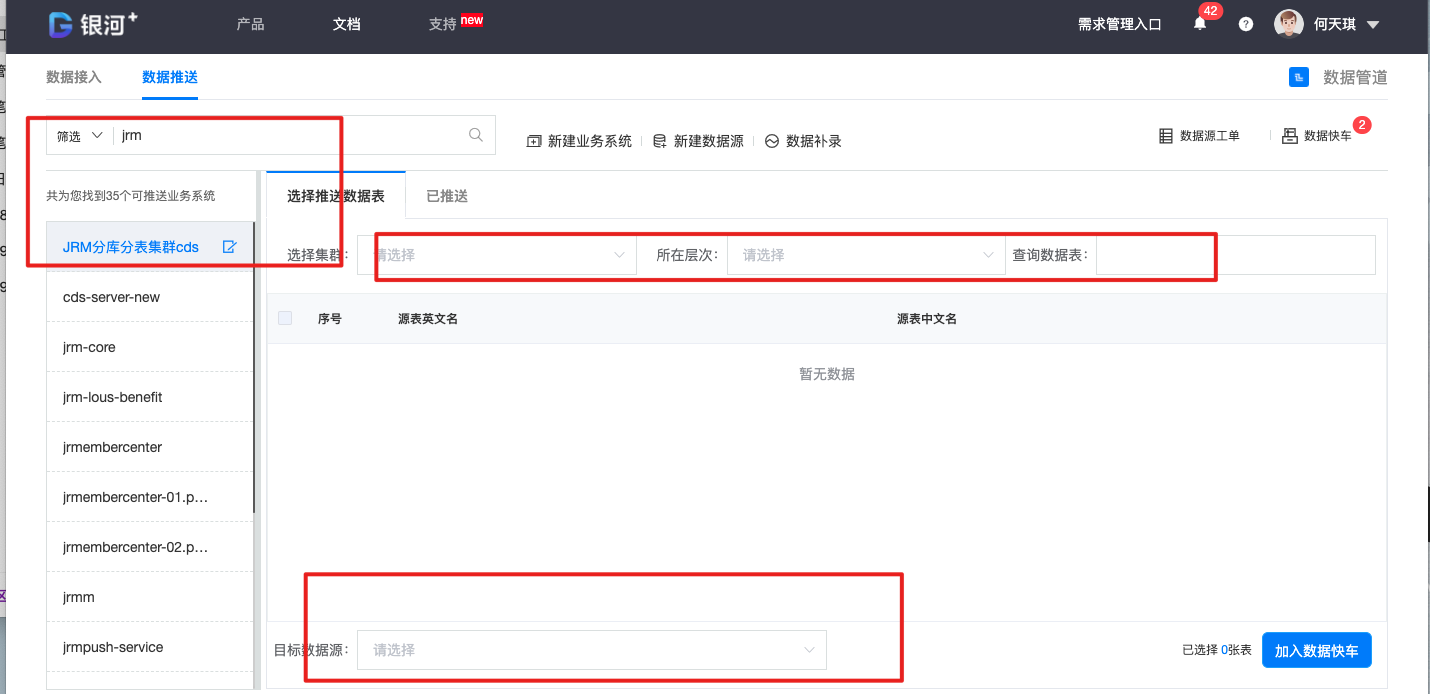 银河+ 产品 文档 支持 new 需求管理入口 42 何天琪
数据接入 数据推送 数据管道
筛选 jrm 新建业务系统 新建数据源 数据补录 数据源工单 数据快车 2
共为您找到35个可推送业务系统 选择推送数据表 已推送
JRM分库分表集群cds 选择集群: 请选择 所在层次: 请选择 查询数据表:
cds-server-new 序号 源表英文名 源表中文名
jrm-core
暂无数据
jrm-lous-benefit
jrmembercenter
jrmembercenter-01.p...
jrmembercenter-02.p...
jrmm
jrmpush-service 目标数据源: 请选择 已选择 0张表 加入数据快车